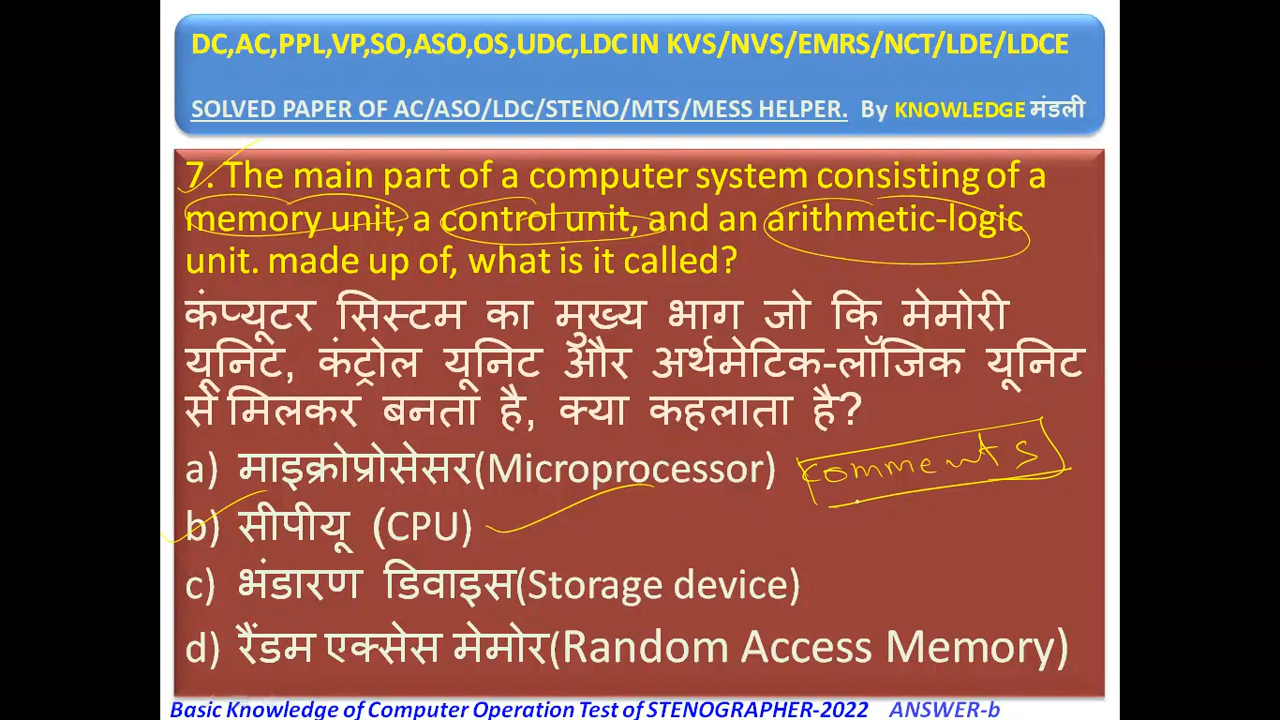 DC,AC,PPL,VP,SO,ASO,OS,UDC,LDC IN KVS/NVS/EMRS/NCT/LDE/LDCE
SOLVED PAPER OF AC/ASO/LDC/STENO/MTS/MESS HELPER. By KNOWLEDGE मंडली
7. The main part of a computer system consisting of a
memory unit, a control unit, and an arithmetic-logic
unit. made up of, what is it called?
कंप्यूटर सिस्टम का मुख्य भाग जो कि मेमोरी
यूनिट, कंट्रोल यूनिट और अर्थमेटिक-लॉजिक यूनिट
से मिलकर बनता है, क्या कहलाता है?
a) माइक्रोप्रोसेसर(Microprocessor) comments
b) सीपीयू (CPU)
c) भंडारण डिवाइस(Storage device)
d) रैंडम एक्सेस मेमोर(Random Access Memory)
Basic Knowledge of Computer Operation Test of STENOGRAPHER-2022 ANSWER-b